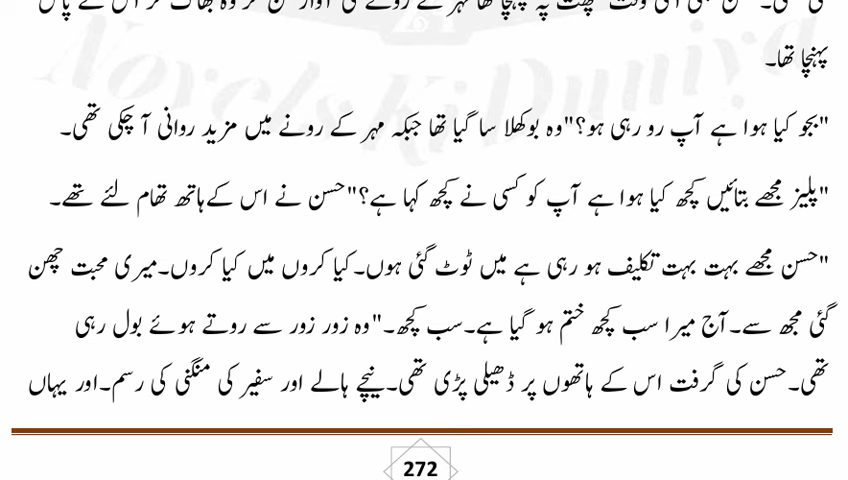 پہنچا تھا۔
"بجو کیا ہوا ہے آپ رو رہی ہو؟"وہ بوکھلا سا گیا تھا جبکہ مہر کے رونے میں مزید روانی آ چکی تھی۔
"پلیز مجھے بتائیں کچھ کیا ہوا ہے آپ کو کسی نے کچھ کہا ہے؟"حسن نے اس کے ہاتھ تھام لئے تھے۔
"حسن مجھے بہت بہت تکلیف ہو رہی ہے میں ٹوٹ گئی ہوں۔کیا کروں میں کیا کروں۔میری محبت چھن
گئی مجھ سے۔آج میرا سب کچھ ختم ہو گیا ہے۔سب کچھ۔"وہ زور زور سے روتے ہوئے بول رہی
تھی۔حسن کی گرفت اس کے ہاتھوں پر ڈھیلی پڑی تھی۔نیچے ہالے اور سفیر کی منگنی کی رسم۔اور یہاں
Novels Ki Duniya
272